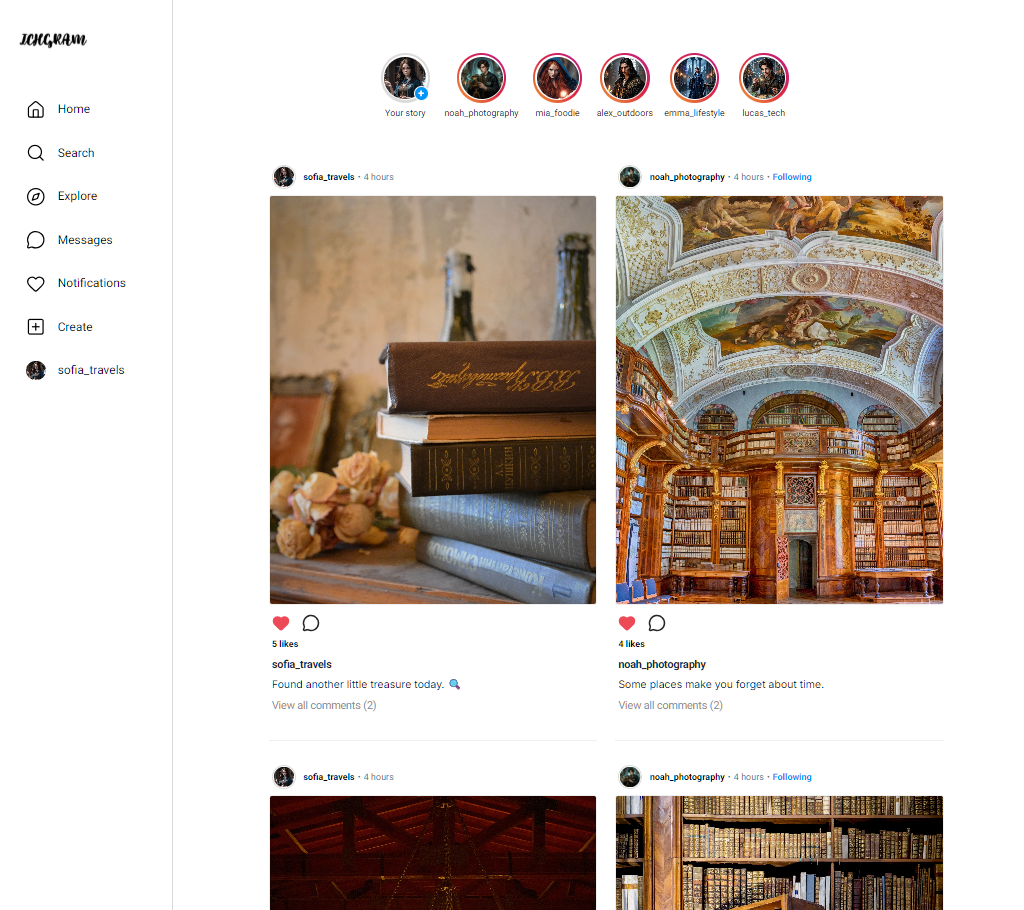 ICHGRAM
Your story
noah_photography
mia_foodie
alex_outdoors
emma_lifestyle
lucas_tech
Home
Search
Explore
Messages
Notifications
Create
sofia_travels
sofia_travels • 4 hours
noah_photography • 4 hours • Following
А.С.
ПУШКИН
5 likes
sofia_travels
Found another little treasure today. 🔍
View all comments (2)
4 likes
noah_photography
Some places make you forget about time.
View all comments (2)
sofia_travels • 4 hours
noah_photography • 4 hours • Following